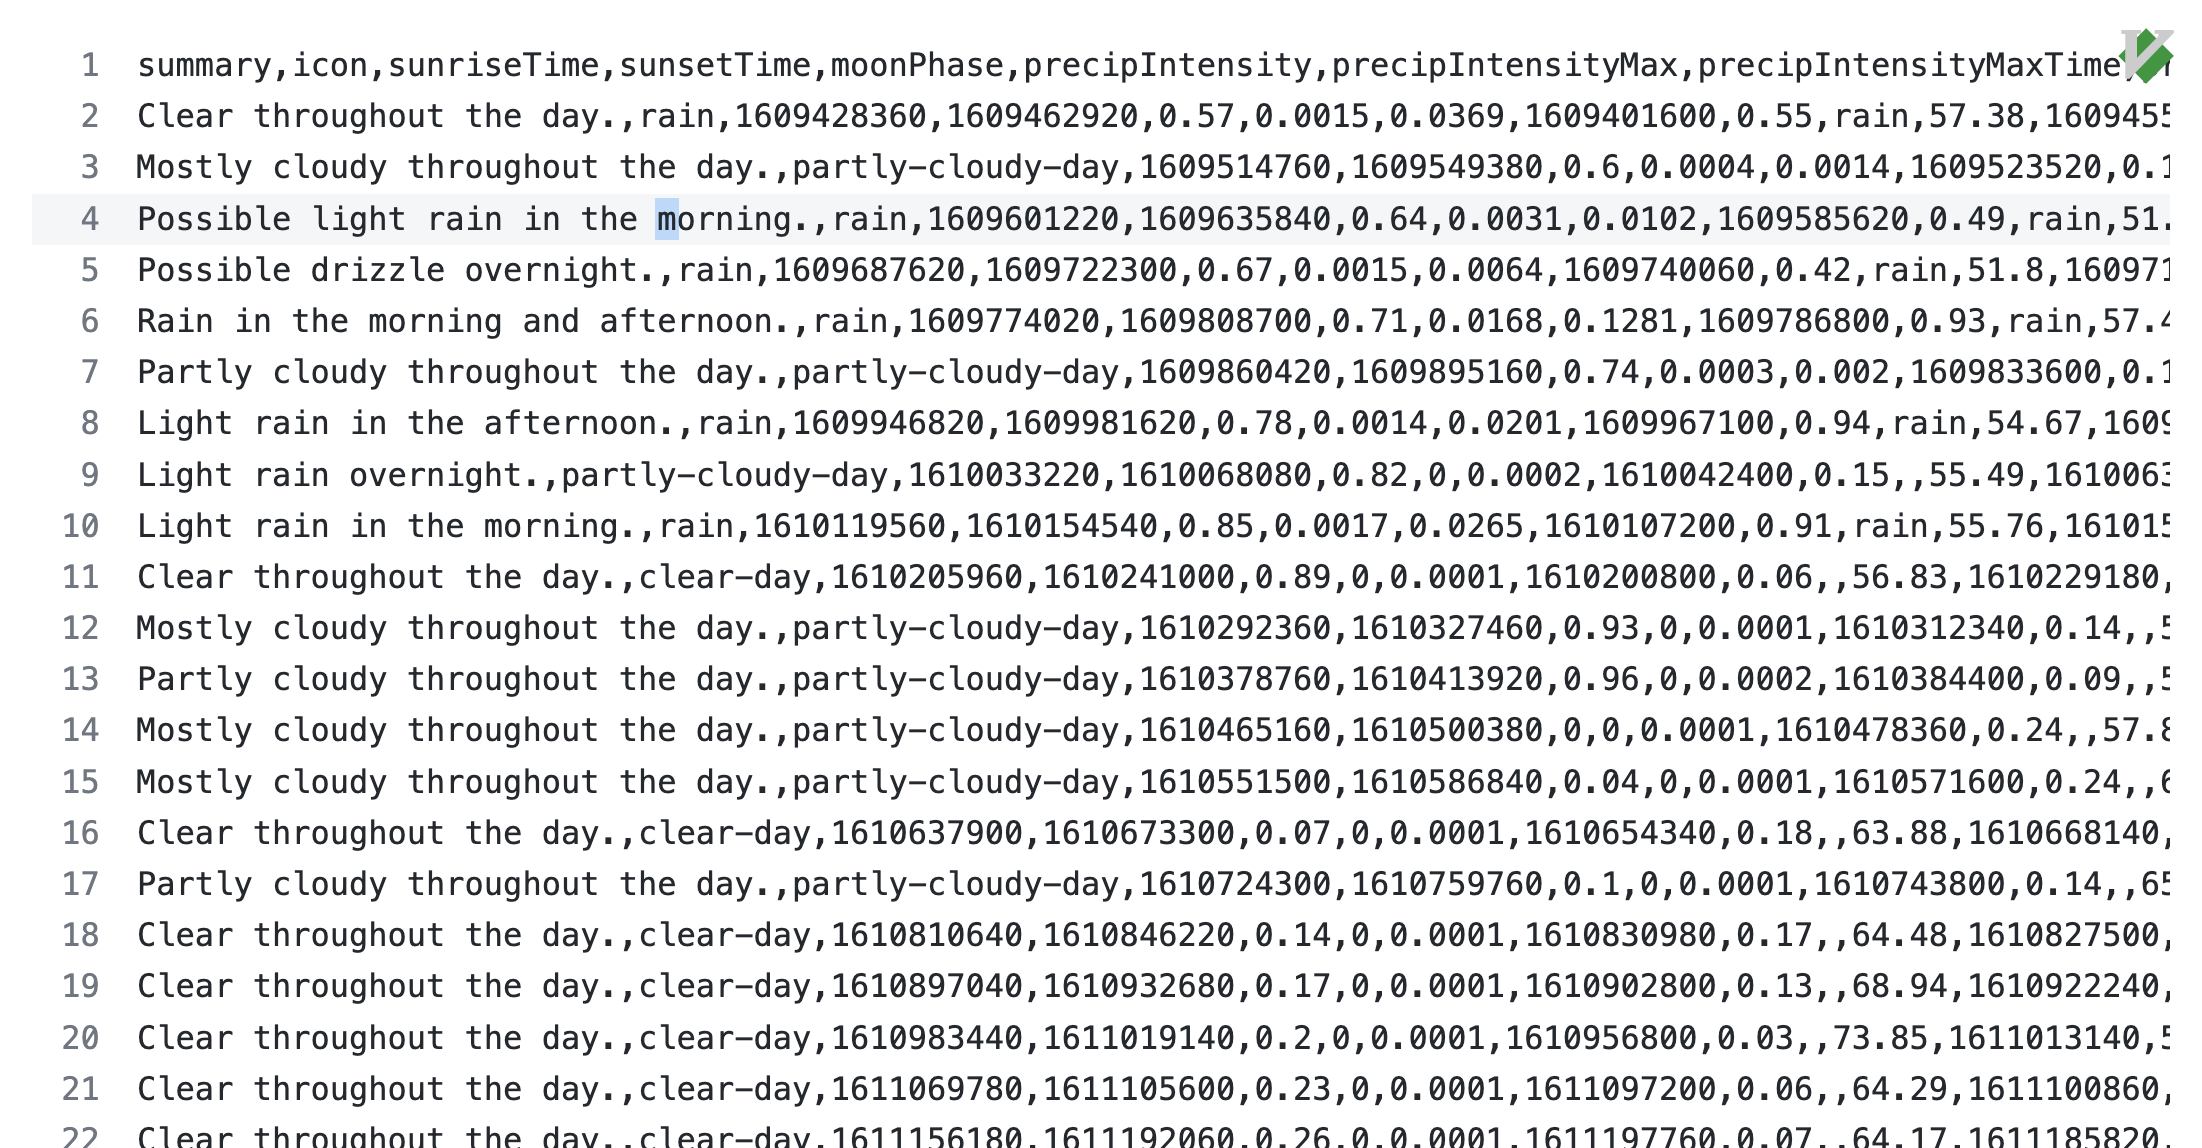 1 summary,icon,sunriseTime,sunsetTime,moonPhase,precipIntensity,precipIntensityMax,precipIntensityMaxTime,
2 Clear throughout the day.,rain,1609428360,1609462920,0.57,0.0015,0.0369,1609401600,0.55,rain,57.38,1609455
3 Mostly cloudy throughout the day.,partly-cloudy-day,1609514760,1609549380,0.6,0.0004,0.0014,1609523520,0.1
4 Possible light rain in the morning.,rain,1609601220,1609635840,0.64,0.0031,0.0102,1609585620,0.49,rain,51.
5 Possible drizzle overnight.,rain,1609687620,1609722300,0.67,0.0015,0.0064,1609740060,0.42,rain,51.8,160971
6 Rain in the morning and afternoon.,rain,1609774020,1609808700,0.71,0.0168,0.1281,1609786800,0.93,rain,57.4
7 Partly cloudy throughout the day.,partly-cloudy-day,1609860420,1609895160,0.74,0.0003,0.002,1609833600,0.1
8 Light rain in the afternoon.,rain,1609946820,1609981620,0.78,0.0014,0.0201,1609967100,0.94,rain,54.67,1609
9 Light rain overnight.,partly-cloudy-day,1610033220,1610068080,0.82,0,0.0002,1610042400,0.15,,55.49,1610063
10 Light rain in the morning.,rain,1610119560,1610154540,0.85,0.0017,0.0265,1610107200,0.91,rain,55.76,161015
11 Clear throughout the day.,clear-day,1610205960,1610241000,0.89,0,0.0001,1610200800,0.06,,56.83,1610229180,
12 Mostly cloudy throughout the day.,partly-cloudy-day,1610292360,1610327460,0.93,0,0.0001,1610312340,0.14,,5
13 Partly cloudy throughout the day.,partly-cloudy-day,1610378760,1610413920,0.96,0,0.0002,1610384400,0.09,,5
14 Mostly cloudy throughout the day.,partly-cloudy-day,1610465160,1610500380,0,0,0.0001,1610478360,0.24,,57.8
15 Mostly cloudy throughout the day.,partly-cloudy-day,1610551500,1610586840,0.04,0,0.0001,1610571600,0.24,,6
16 Clear throughout the day.,clear-day,1610637900,1610673300,0.07,0,0.0001,1610654340,0.18,,63.88,1610668140,
17 Partly cloudy throughout the day.,partly-cloudy-day,1610724300,1610759760,0.1,0,0.0001,1610743800,0.14,,65
18 Clear throughout the day.,clear-day,1610810640,1610846220,0.14,0,0.0001,1610830980,0.17,,64.48,1610827500,
19 Clear throughout the day.,clear-day,1610897040,1610932680,0.17,0,0.0001,1610902800,0.13,,68.94,1610922240,
20 Clear throughout the day.,clear-day,1610983440,1611019140,0.2,0,0.0001,1610956800,0.03,,73.85,1611013140,5
21 Clear throughout the day.,clear-day,1611069780,1611105600,0.23,0,0.0001,1611097200,0.06,,64.29,1611100860,
22 Clear throughout the day.,clear-day,1611156180,1611192060,0.26,0,0.0001,1611197760,0.07,,64.17,1611185820,